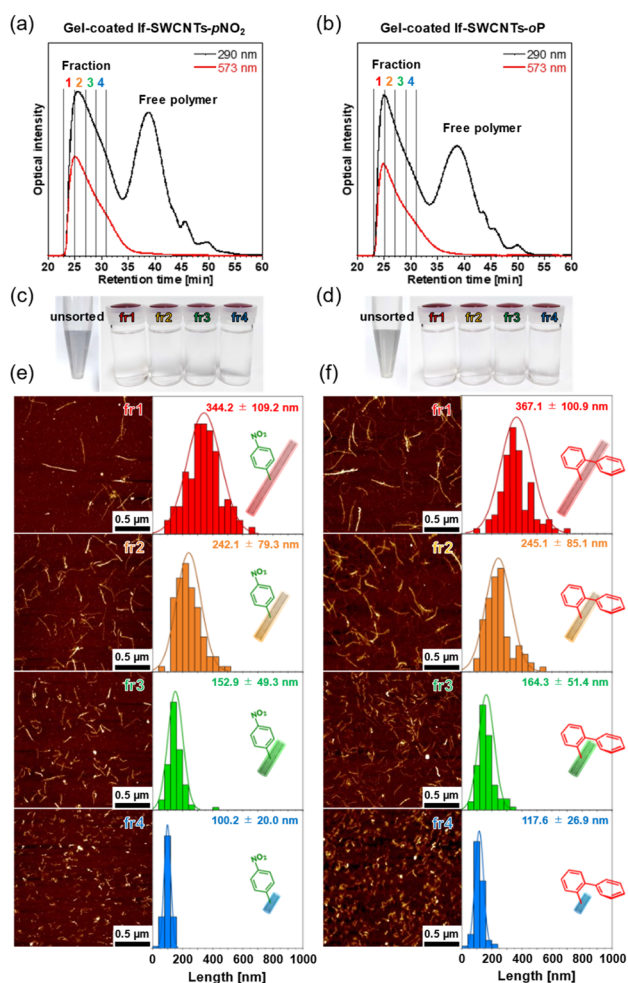 (a) Gel-coated lf-SWCNTs-pNO2
290 nm
573 nm
Fraction
1 2 3 4
Free polymer
Optical intensity
20 25 30 35 40 45 50 55 60
Retention time [min]
(b) Gel-coated lf-SWCNTs-oP
290 nm
573 nm
Fraction
1 2 3 4
Free polymer
Optical intensity
20 25 30 35 40 45 50 55 60
Retention time [min]
(c)
unsorted fr1 fr2 fr3 fr4
(d)
unsorted fr1 fr2 fr3 fr4
(e)
fr1
0.5 μm
344.2 ± 109.2 nm
NO2
fr2
0.5 μm
242.1 ± 79.3 nm
NO2
fr3
0.5 μm
152.9 ± 49.3 nm
NO2
fr4
0.5 μm
100.2 ± 20.0 nm
NO2
0 200 400 600 800 1000
Length [nm]
(f)
fr1
0.5 μm
367.1 ± 100.9 nm
fr2
0.5 μm
245.1 ± 85.1 nm
fr3
0.5 μm
164.3 ± 51.4 nm
fr4
0.5 μm
117.6 ± 26.9 nm
0 200 400 600 800 1000
Length [nm]